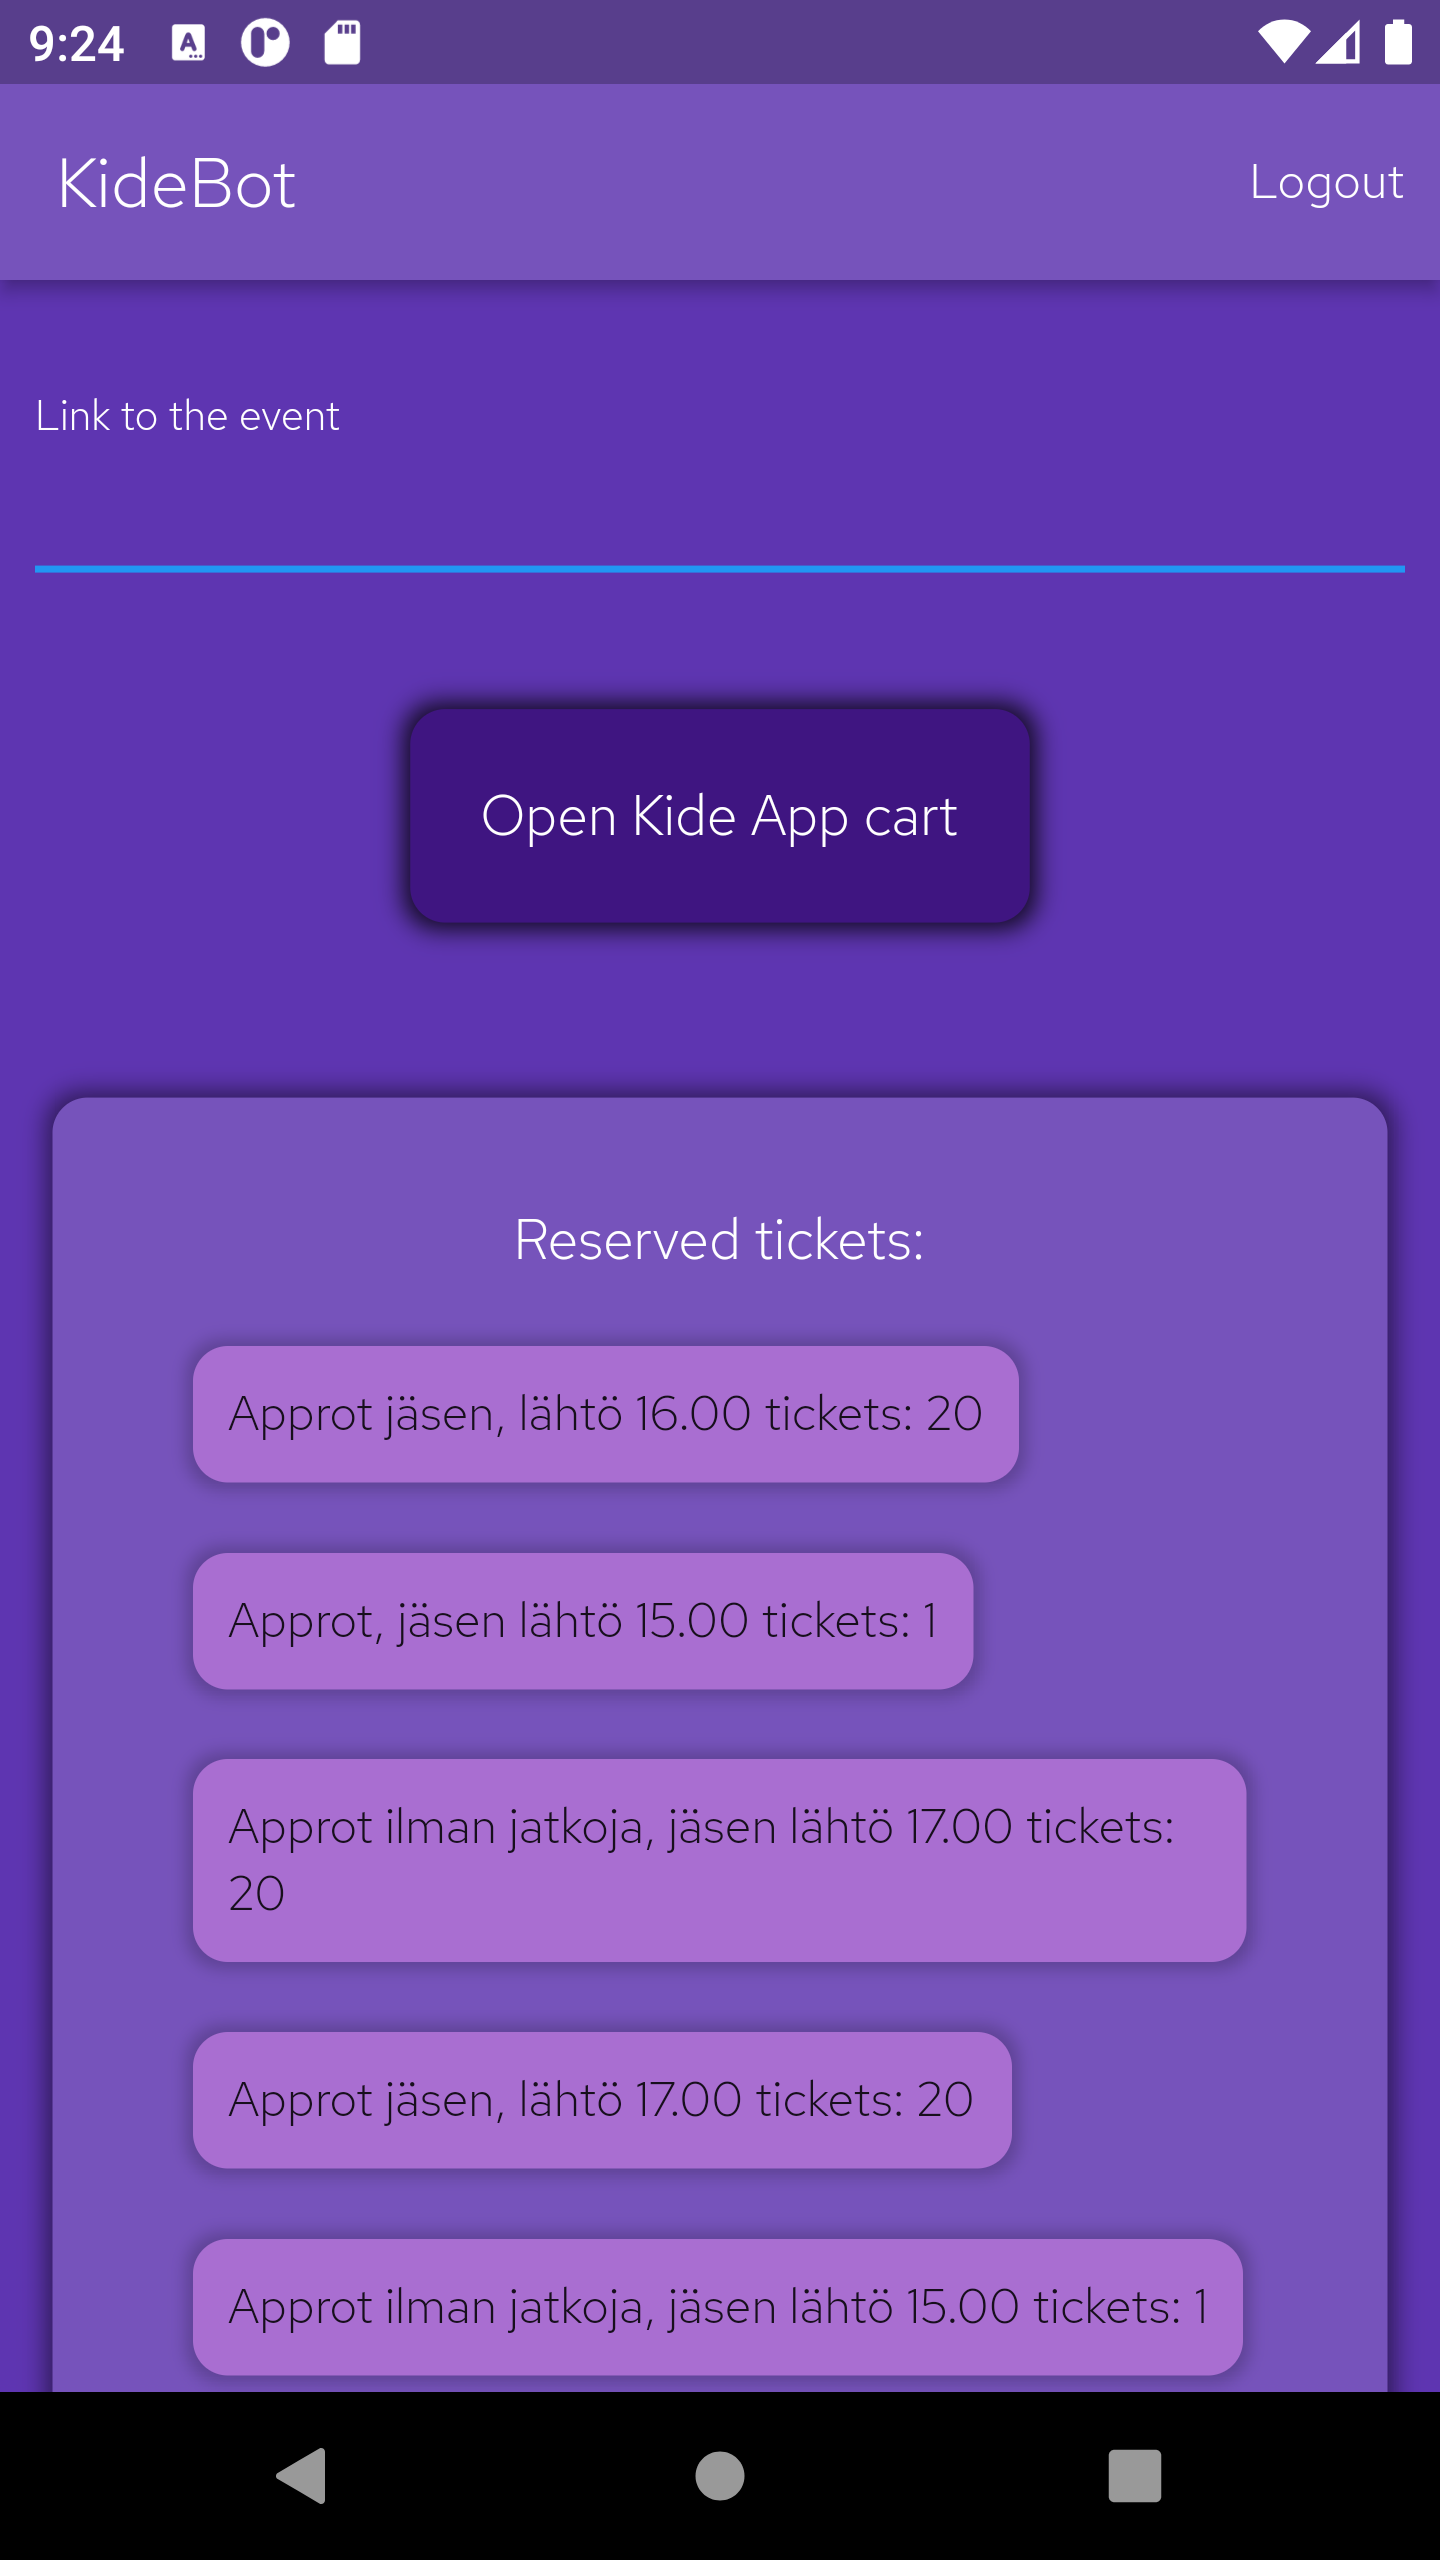 9:24
KideBot
Logout
Link to the event
Open Kide App cart
Reserved tickets:
Approt jäsen, lähtö 16.00 tickets: 20
Approt, jäsen lähtö 15.00 tickets: 1
Approt ilman jatkoja, jäsen lähtö 17.00 tickets:
20
Approt jäsen, lähtö 17.00 tickets: 20
Approt ilman jatkoja, jäsen lähtö 15.00 tickets: 1